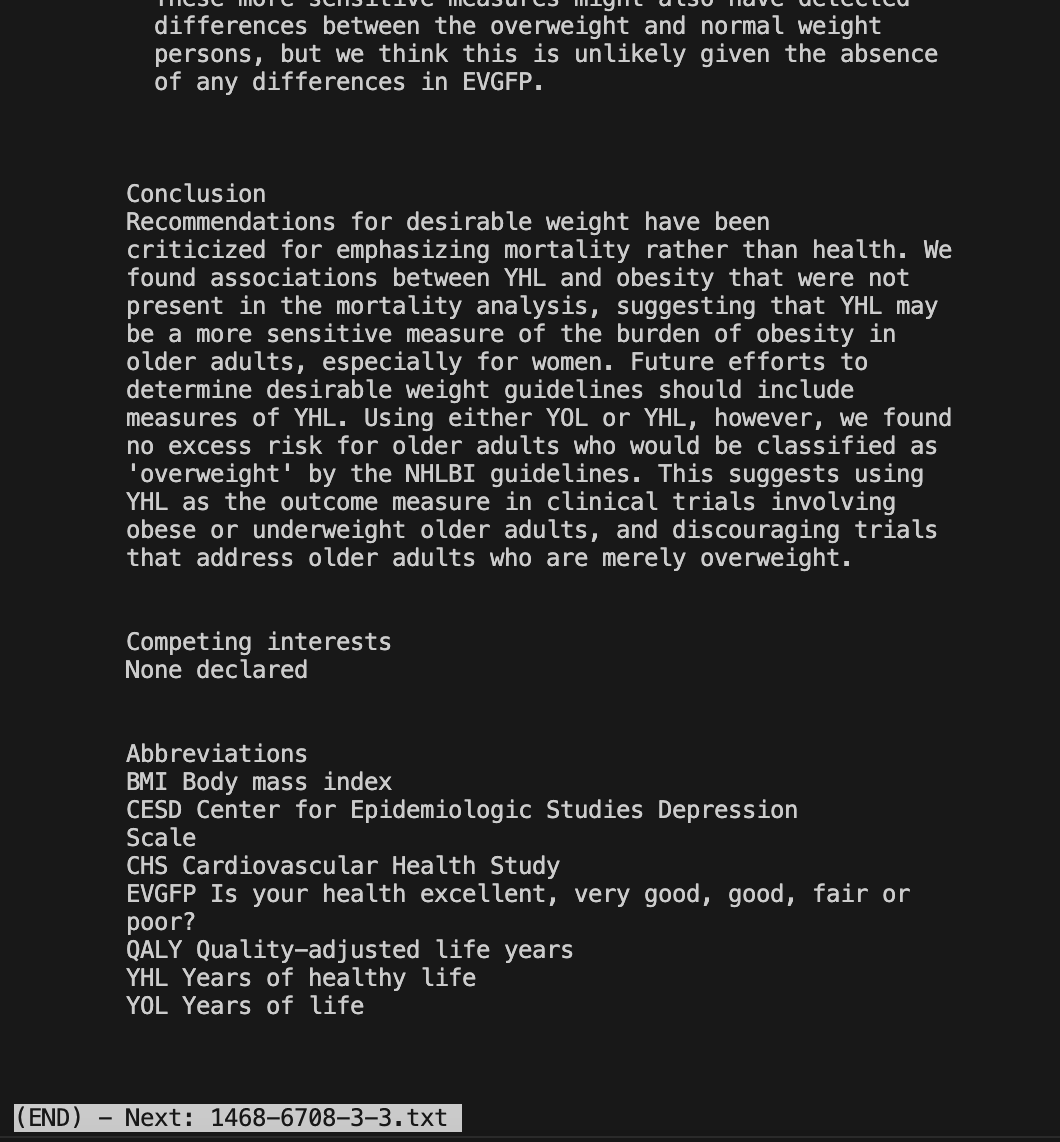 These more sensitive measures might also have detected
differences between the overweight and normal weight
persons, but we think this is unlikely given the absence
of any differences in EVGFP.
Conclusion
Recommendations for desirable weight have been
criticized for emphasizing mortality rather than health. We
found associations between YHL and obesity that were not
present in the mortality analysis, suggesting that YHL may
be a more sensitive measure of the burden of obesity in
older adults, especially for women. Future efforts to
determine desirable weight guidelines should include
measures of YHL. Using either YOL or YHL, however, we found
no excess risk for older adults who would be classified as
'overweight' by the NHLBI guidelines. This suggests using
YHL as the outcome measure in clinical trials involving
obese or underweight older adults, and discouraging trials
that address older adults who are merely overweight.
Competing interests
None declared
Abbreviations
BMI Body mass index
CESD Center for Epidemiologic Studies Depression
Scale
CHS Cardiovascular Health Study
EVGFP Is your health excellent, very good, good, fair or
poor?
QALY Quality-adjusted life years
YHL Years of healthy life
YOL Years of life
(END) - Next: 1468-6708-3-3.txt